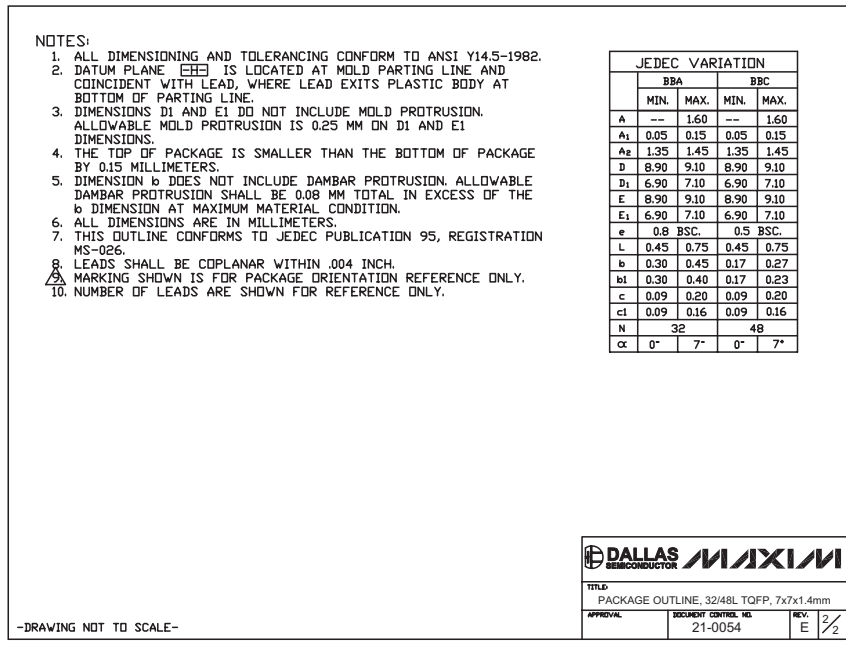 NOTES:
1. ALL DIMENSIONING AND TOLERANCING CONFORM TO ANSI Y14.5-1982.
2. DATUM PLANE -H- IS LOCATED AT MOLD PARTING LINE AND
COINCIDENT WITH LEAD, WHERE LEAD EXITS PLASTIC BODY AT
BOTTOM OF PARTING LINE.
3. DIMENSIONS D1 AND E1 DO NOT INCLUDE MOLD PROTRUSION.
ALLOWABLE MOLD PROTRUSION IS 0.25 MM ON D1 AND E1
DIMENSIONS.
4. THE TOP OF PACKAGE IS SMALLER THAN THE BOTTOM OF PACKAGE
BY 0.15 MILLIMETERS.
5. DIMENSION b DOES NOT INCLUDE DAMBAR PROTRUSION. ALLOWABLE
DAMBAR PROTRUSION SHALL BE 0.08 MM TOTAL IN EXCESS OF THE
b DIMENSION AT MAXIMUM MATERIAL CONDITION.
6. ALL DIMENSIONS ARE IN MILLIMETERS.
7. THIS OUTLINE CONFORMS TO JEDEC PUBLICATION 95, REGISTRATION
MS-026.
8. LEADS SHALL BE COPLANAR WITHIN .004 INCH.
9. MARKING SHOWN IS FOR PACKAGE ORIENTATION REFERENCE ONLY.
10. NUMBER OF LEADS ARE SHOWN FOR REFERENCE ONLY.
JEDEC VARIATION
BBA BBC
MIN. MAX. MIN. MAX.
A -- 1.60 -- 1.60
A1 0.05 0.15 0.05 0.15
A2 1.35 1.45 1.35 1.45
D 8.90 9.10 8.90 9.10
D1 6.90 7.10 6.90 7.10
E 8.90 9.10 8.90 9.10
E1 6.90 7.10 6.90 7.10
e 0.8 BSC. 0.5 BSC.
L 0.45 0.75 0.45 0.75
b 0.30 0.45 0.17 0.27
b1 0.30 0.40 0.17 0.23
c 0.09 0.20 0.09 0.20
c1 0.09 0.16 0.09 0.16
N 32 48
α 0° 7° 0° 7°
DALLAS SEMICONDUCTOR MAXIM
TITLE:
PACKAGE OUTLINE, 32/48L TQFP, 7x7x1.4mm
APPROVAL DOCUMENT CONTROL NO. REV.
21-0054 E 2/2
-DRAWING NOT TO SCALE-